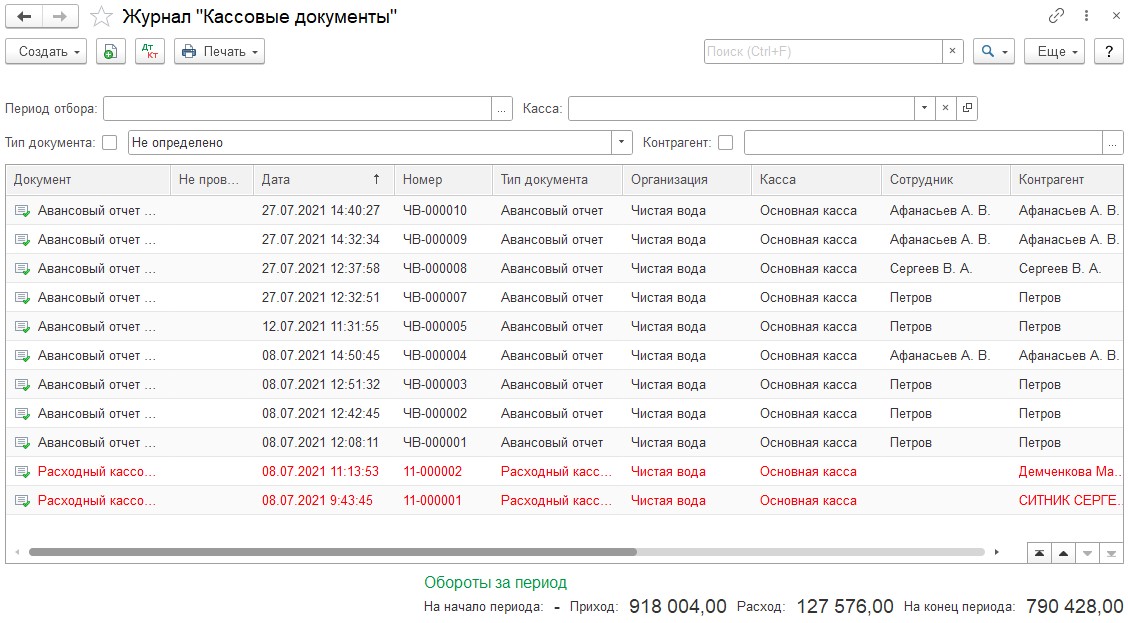 Журнал "Кассовые документы"
Создать Дт Кт Печать Поиск (Ctrl+F) × Еще ?
Период отбора: ... Касса: ×
Тип документа: Не определено Контрагент: ...
Документ Не пров... Дата ↑ Номер Тип документа Организация Касса Сотрудник Контрагент
Авансовый отчет ... 27.07.2021 14:40:27 ЧВ-000010 Авансовый отчет Чистая вода Основная касса Афанасьев А. В. Афанасьев А. В.
Авансовый отчет ... 27.07.2021 14:32:34 ЧВ-000009 Авансовый отчет Чистая вода Основная касса Афанасьев А. В. Афанасьев А. В.
Авансовый отчет ... 27.07.2021 12:37:58 ЧВ-000008 Авансовый отчет Чистая вода Основная касса Сергеев В. А. Сергеев В. А.
Авансовый отчет ... 27.07.2021 12:32:51 ЧВ-000007 Авансовый отчет Чистая вода Основная касса Петров Петров
Авансовый отчет ... 12.07.2021 11:31:55 ЧВ-000005 Авансовый отчет Чистая вода Основная касса Петров Петров
Авансовый отчет ... 08.07.2021 14:50:45 ЧВ-000004 Авансовый отчет Чистая вода Основная касса Афанасьев А. В. Афанасьев А. В.
Авансовый отчет ... 08.07.2021 12:51:32 ЧВ-000003 Авансовый отчет Чистая вода Основная касса Петров Петров
Авансовый отчет ... 08.07.2021 12:42:45 ЧВ-000002 Авансовый отчет Чистая вода Основная касса Петров Петров
Авансовый отчет ... 08.07.2021 12:08:11 ЧВ-000001 Авансовый отчет Чистая вода Основная касса Петров Петров
Расходный кассо... 08.07.2021 11:13:53 11-000002 Расходный касс... Чистая вода Основная касса Демченкова Ма...
Расходный кассо... 08.07.2021 9:43:45 11-000001 Расходный касс... Чистая вода Основная касса СИТНИК СЕРГЕ...
Обороты за период
На начало периода: - Приход: 918 004,00 Расход: 127 576,00 На конец периода: 790 428,00